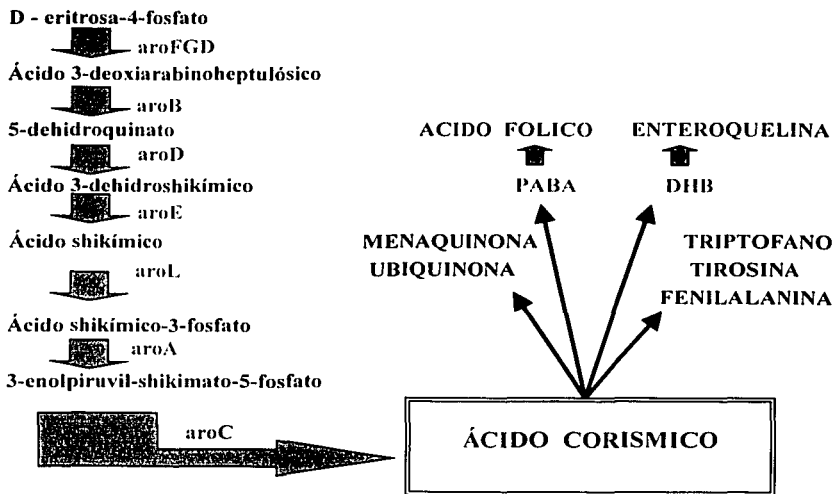 D - eritrosa-4-fosfato
aroFGD
Ácido 3-deoxiarabinoheptulósico
aroB
5-dehidroquinato
aroD
Ácido 3-dehidroshikímico
aroE
Ácido shikímico
aroL
Ácido shikímico-3-fosfato
aroA
3-enolpiruvil-shikimato-5-fosfato
aroC
ACIDO FOLICO
ENTEROQUELINA
PABA
DHB
MENAQUINONA
UBIQUINONA
TRIPTOFANO
TIROSINA
FENILALANINA
ÁCIDO CORISMICO